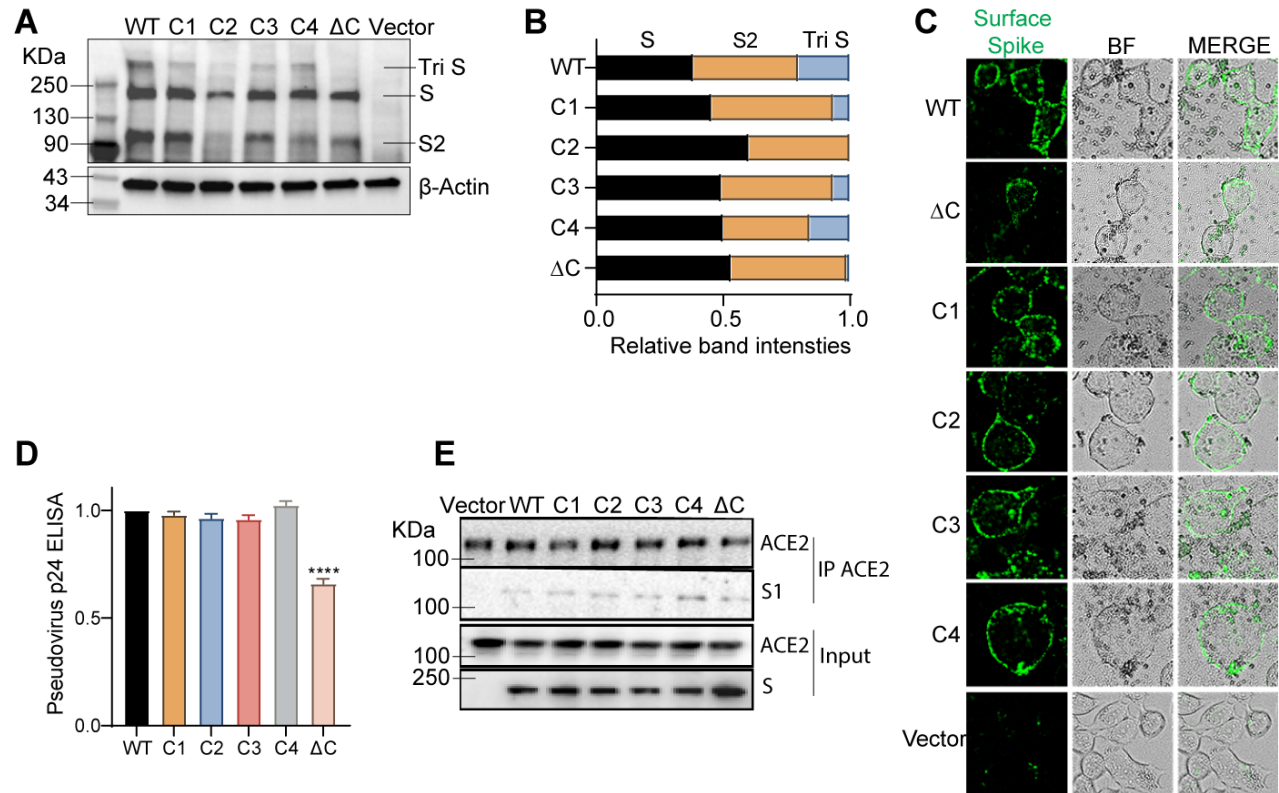 A
WT C1 C2 C3 C4 ΔC Vector
KDa
250
130
90
43
34
Tri S
S
S2
β-Actin
B
S S2 Tri S
WT
C1
C2
C3
C4
ΔC
0.0 0.5 1.0
Relative band intensties
C
Surface
Spike
BF
MERGE
WT
ΔC
C1
C2
C3
C4
Vector
D
Pseudovirus p24 ELISA
1.0
0.5
0.0
****
WT C1 C2 C3 C4 ΔC
E
Vector WT C1 C2 C3 C4 ΔC
KDa
100
100
100
250
ACE2
S1
IP ACE2
ACE2
S
Input